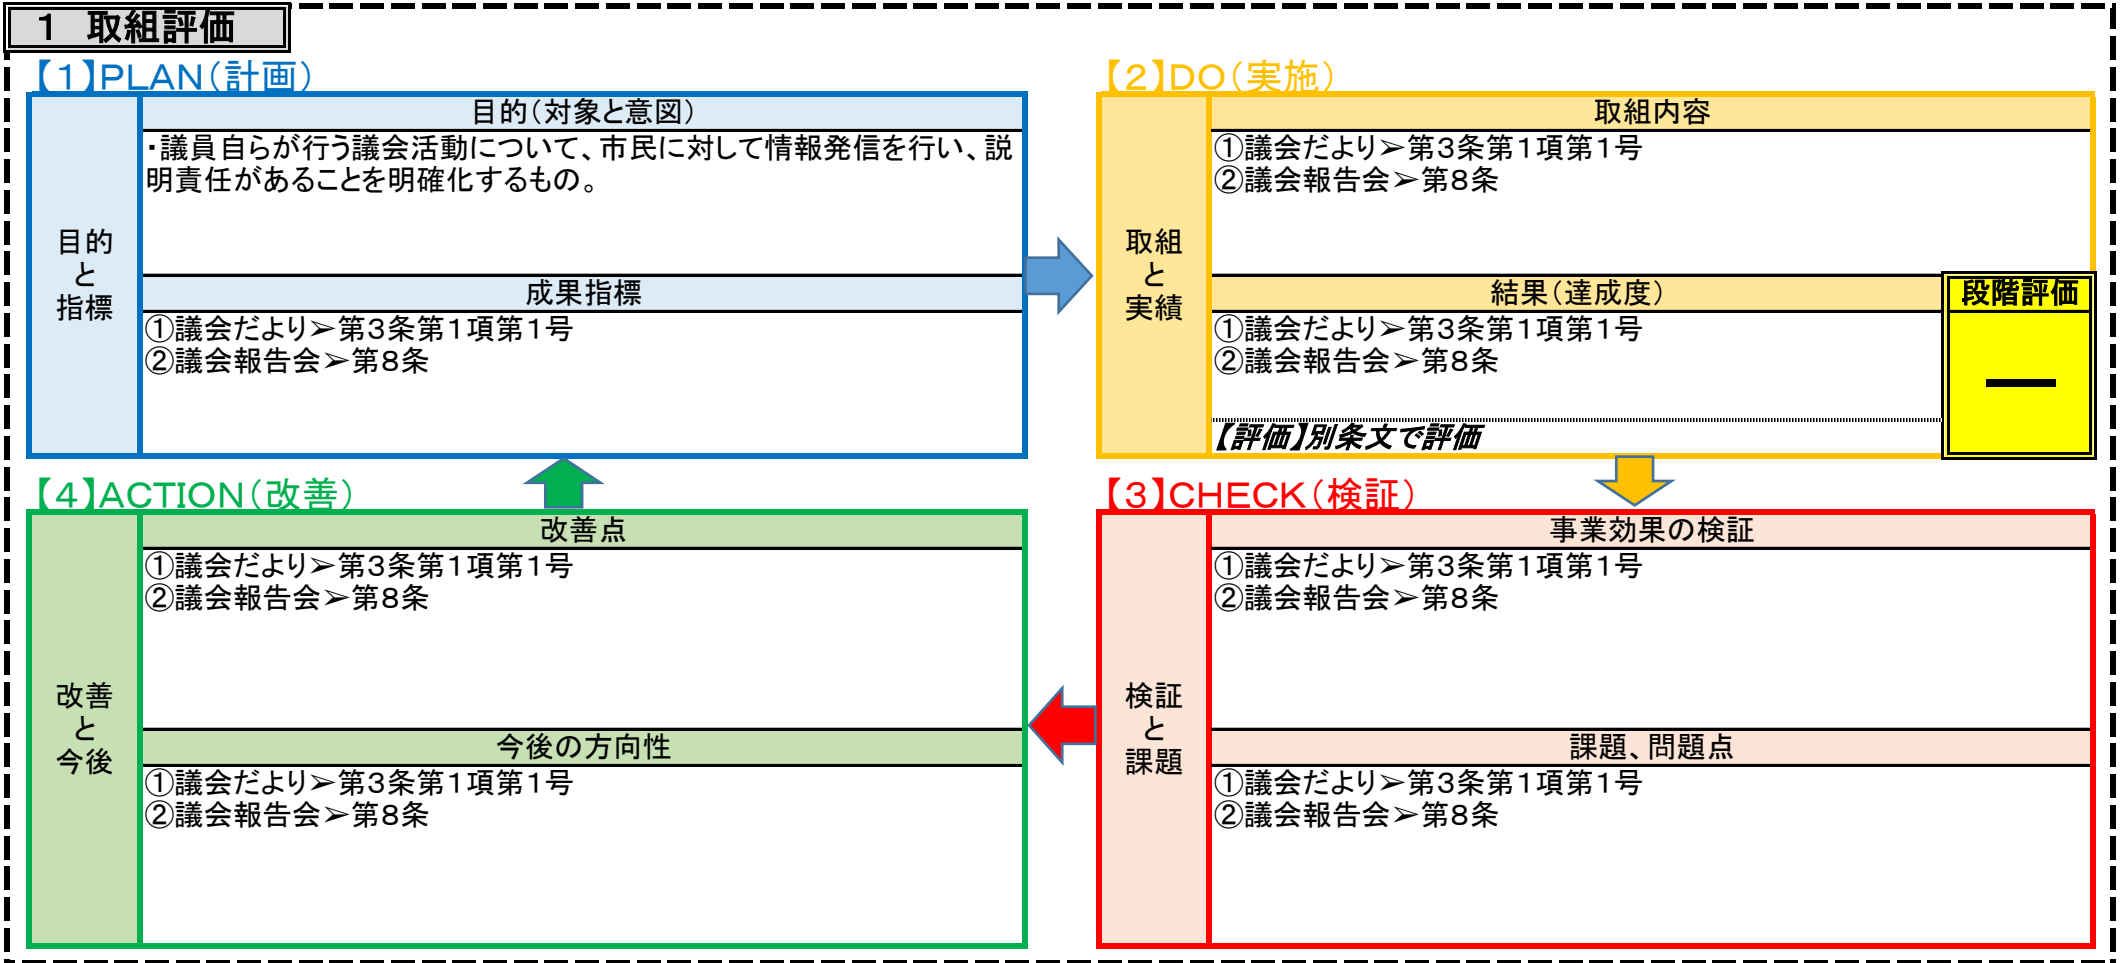 １　取組評価
【１】PLAN（計画）
目的（対象と意図）
・議員自らが行う議会活動について、市民に対して情報発信を行い、説
明責任があることを明確化するもの。
目的
と
指標
成果指標
①議会だより➢第３条第１項第１号
②議会報告会➢第８条
【２】DO（実施）
取組内容
①議会だより➢第３条第１項第１号
②議会報告会➢第８条
取組
と
実績
結果（達成度）
段階評価
①議会だより➢第３条第１項第１号
②議会報告会➢第８条
―
【評価】別条文で評価
【４】ACTION（改善）
改善点
①議会だより➢第３条第１項第１号
②議会報告会➢第８条
改善
と
今後
今後の方向性
①議会だより➢第３条第１項第１号
②議会報告会➢第８条
【３】CHECK（検証）
事業効果の検証
①議会だより➢第３条第１項第１号
②議会報告会➢第８条
検証
と
課題
課題、問題点
①議会だより➢第３条第１項第１号
②議会報告会➢第８条